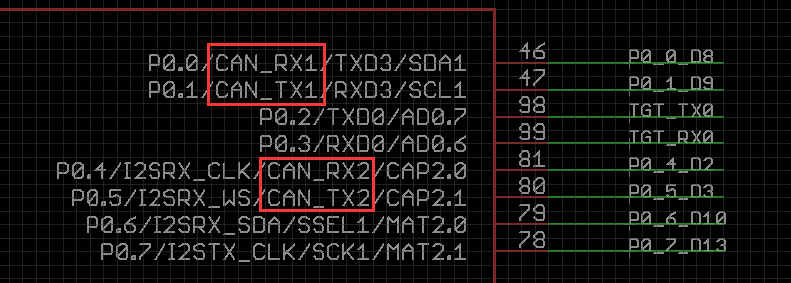 P0.0/CAN_RX1/TXD3/SDA1 46 P0_0_D8
P0.1/CAN_TX1/RXD3/SCL1 47 P0_1_D9
P0.2/TXD0/AD0.7 98 TGT_TX0
P0.3/RXD0/AD0.6 99 TGT_RX0
P0.4/I2SRX_CLK/CAN_RX2/CAP2.0 81 P0_4_D2
P0.5/I2SRX_WS/CAN_TX2/CAP2.1 80 P0_5_D3
P0.6/I2SRX_SDA/SSEL1/MAT2.0 79 P0_6_D10
P0.7/I2STX_CLK/SCK1/MAT2.1 78 P0_7_D13